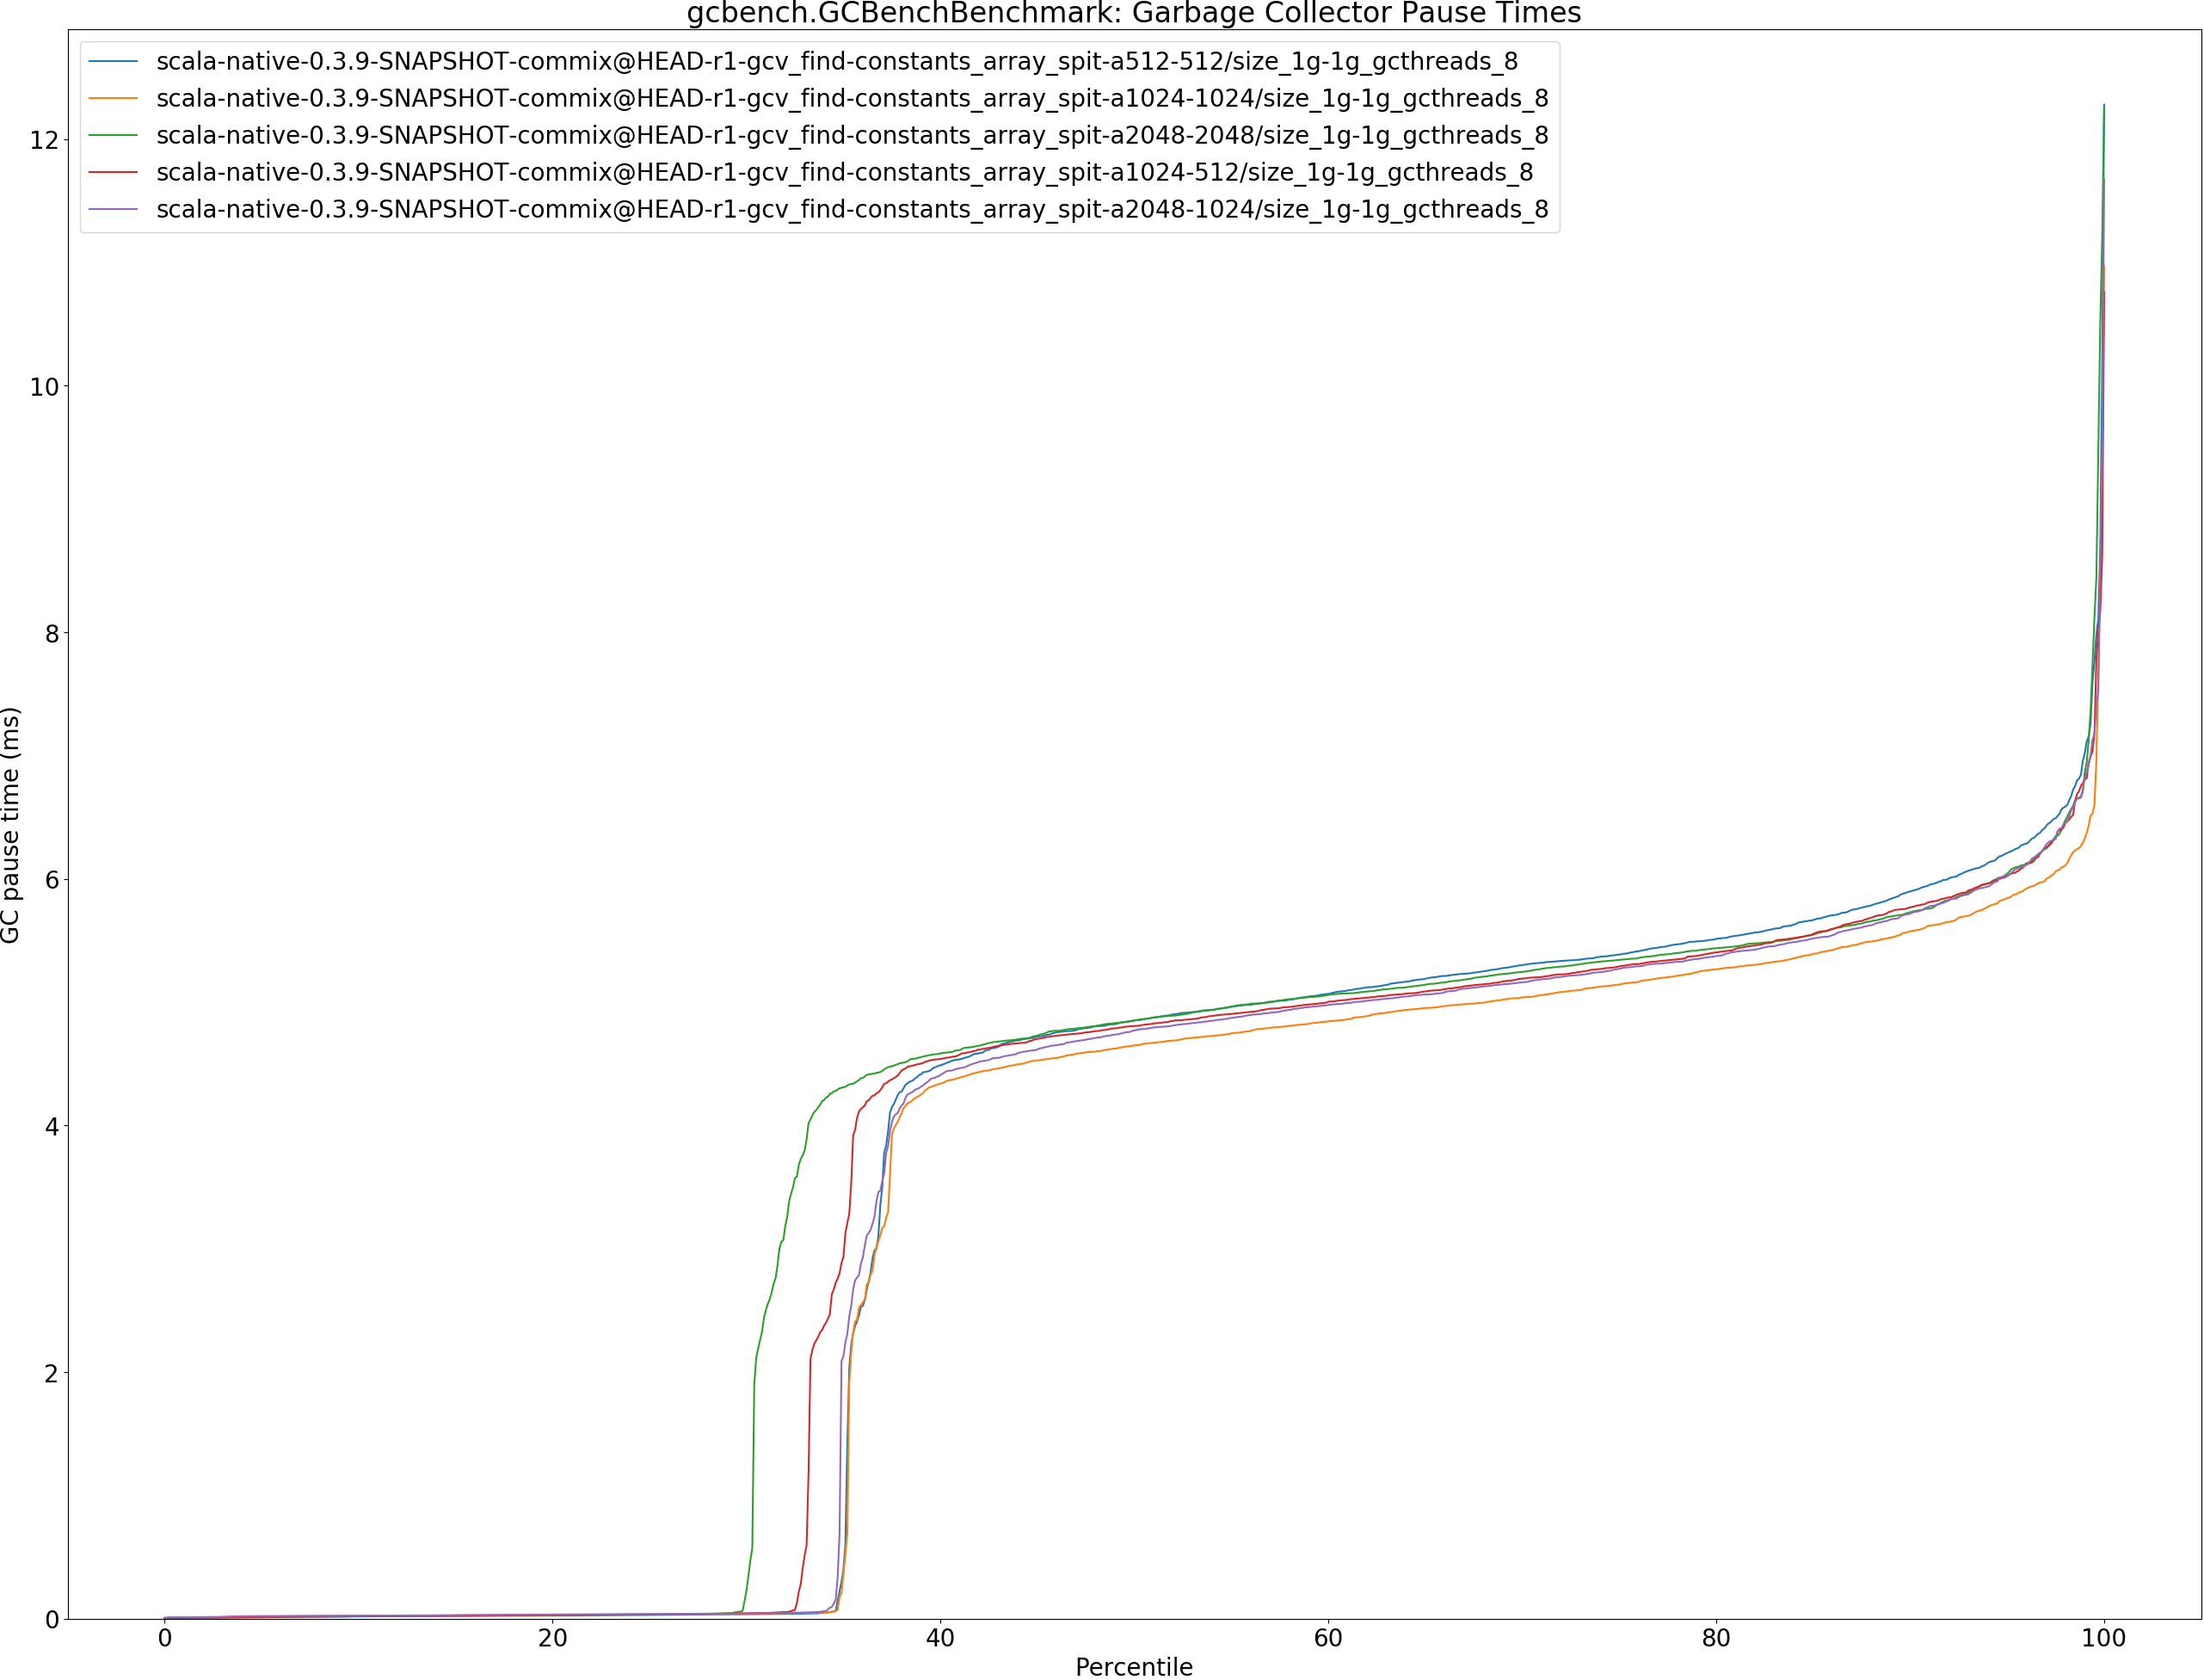 gcbench.GCBenchBenchmark: Garbage Collector Pause Times
scala-native-0.3.9-SNAPSHOT-commix@HEAD-r1-gcv_find-constants_array_spit-a512-512/size_1g-1g_gcthreads_8
scala-native-0.3.9-SNAPSHOT-commix@HEAD-r1-gcv_find-constants_array_spit-a1024-1024/size_1g-1g_gcthreads_8
scala-native-0.3.9-SNAPSHOT-commix@HEAD-r1-gcv_find-constants_array_spit-a2048-2048/size_1g-1g_gcthreads_8
scala-native-0.3.9-SNAPSHOT-commix@HEAD-r1-gcv_find-constants_array_spit-a1024-512/size_1g-1g_gcthreads_8
scala-native-0.3.9-SNAPSHOT-commix@HEAD-r1-gcv_find-constants_array_spit-a2048-1024/size_1g-1g_gcthreads_8
GC pause time (ms)
12
10
8
6
4
2
0
0 20 40 60 80 100
Percentile